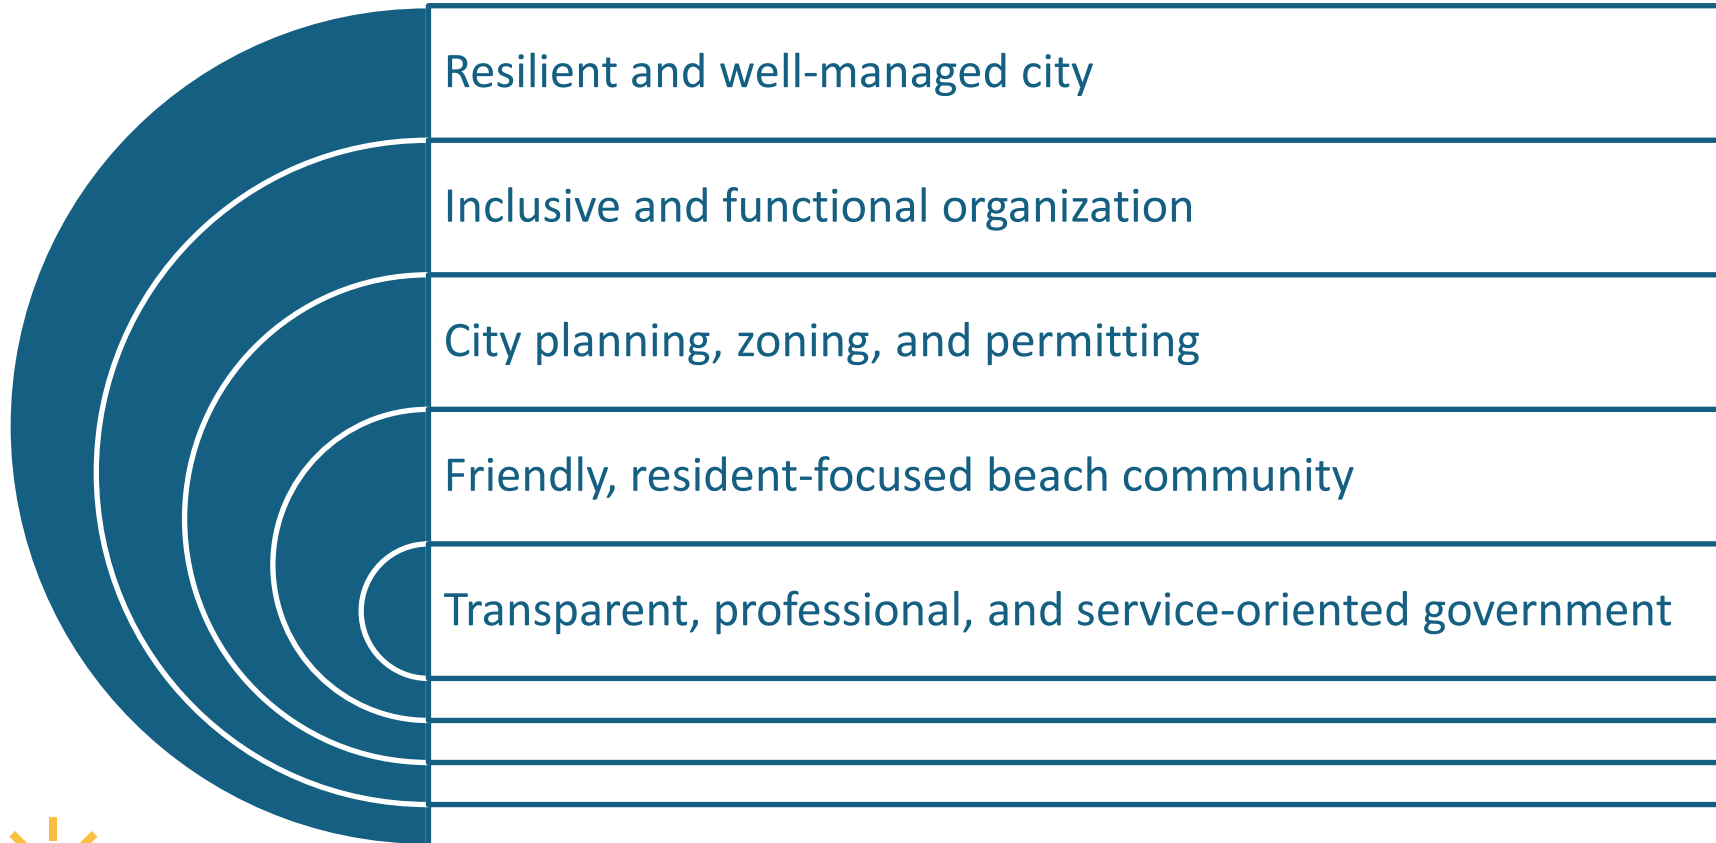 Resilient and well-managed city
Inclusive and functional organization
City planning, zoning, and permitting
Friendly, resident-focused beach community
Transparent, professional, and service-oriented government